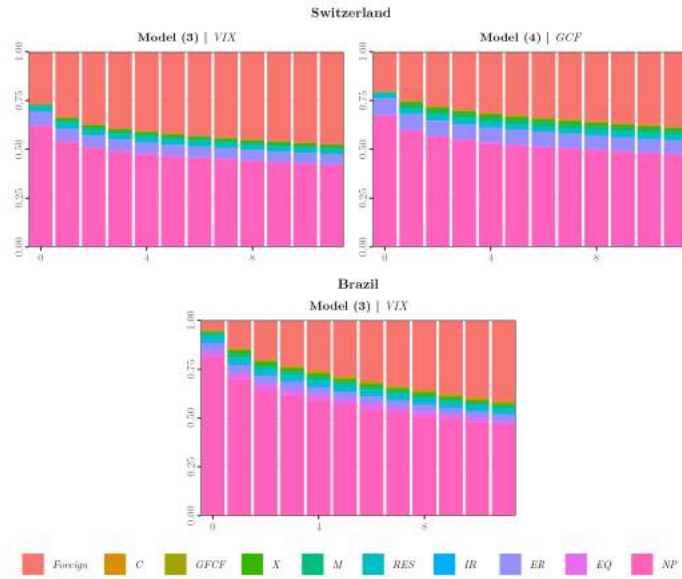 Switzerland
Model (3) | VIX
Model (4) | GCF
1.00
0.75
0.50
0.25
0.00
0 4 8
1.00
0.75
0.50
0.25
0.00
0 4 8
Brazil
Model (3) | VIX
1.00
0.75
0.50
0.25
0.00
0 4 8
Foreign C GFCF X M RES IR ER EQ NP